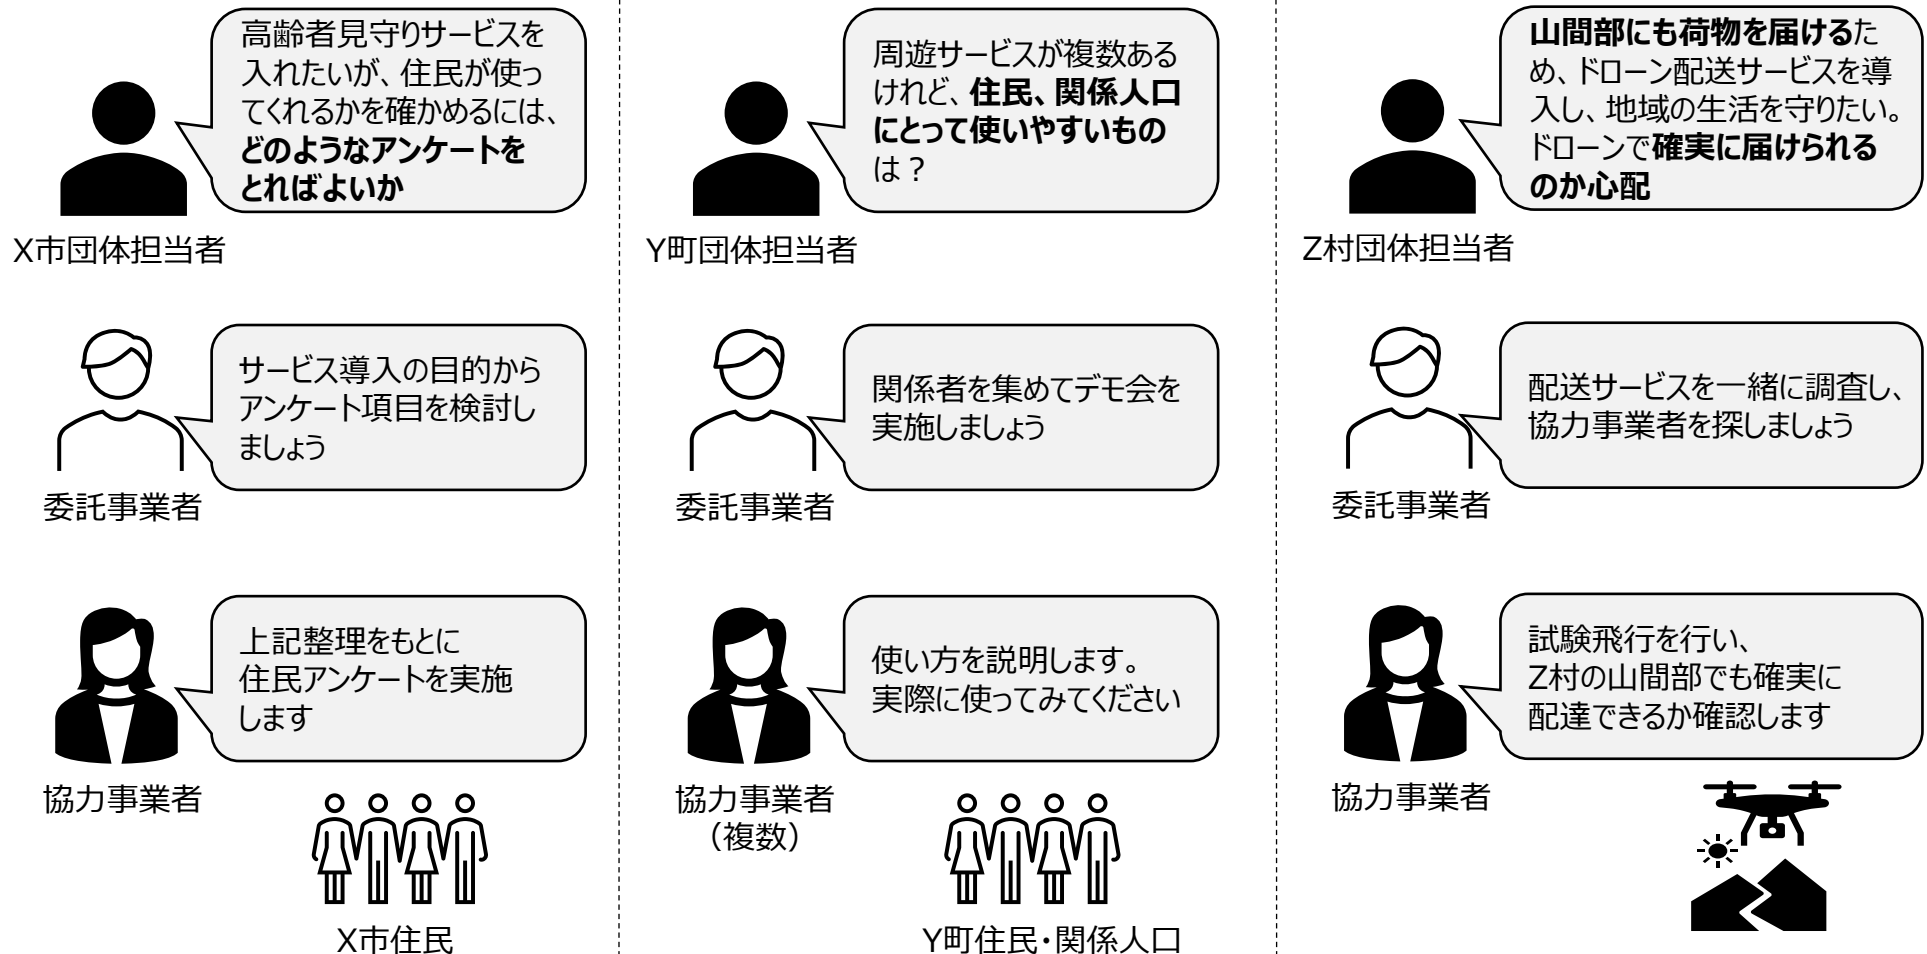 高齢者見守りサービスを
入れたいが、住民が使っ
てくれるかを確かめるには、
どのようなアンケートを
とればよいか
X市団体担当者
サービス導入の目的から
アンケート項目を検討し
ましょう
委託事業者
上記整理をもとに
住民アンケートを実施
します
協力事業者
X市住民
周遊サービスが複数ある
けれど、住民、関係人口
にとって使いやすいもの
は？
Y町団体担当者
関係者を集めてデモ会を
実施しましょう
委託事業者
使い方を説明します。
実際に使ってみてください
協力事業者
（複数）
Y町住民・関係人口
山間部にも荷物を届けるた
め、ドローン配送サービスを導
入し、地域の生活を守りたい。
ドローンで確実に届けられる
のか心配
Z村団体担当者
配送サービスを一緒に調査し、
協力事業者を探しましょう
委託事業者
試験飛行を行い、
Z村の山間部でも確実に
配達できるか確認します
協力事業者